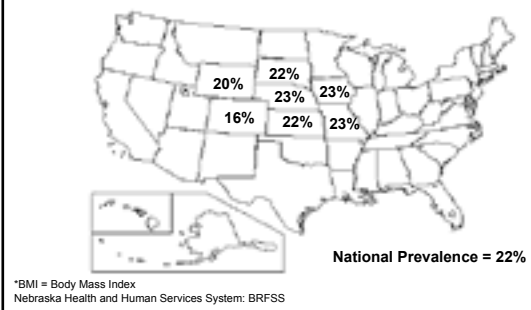 22%
20%
23%
23%
16%
22%
23%
National Prevalence = 22%
*BMI = Body Mass Index
Nebraska Health and Human Services System: BRFSS